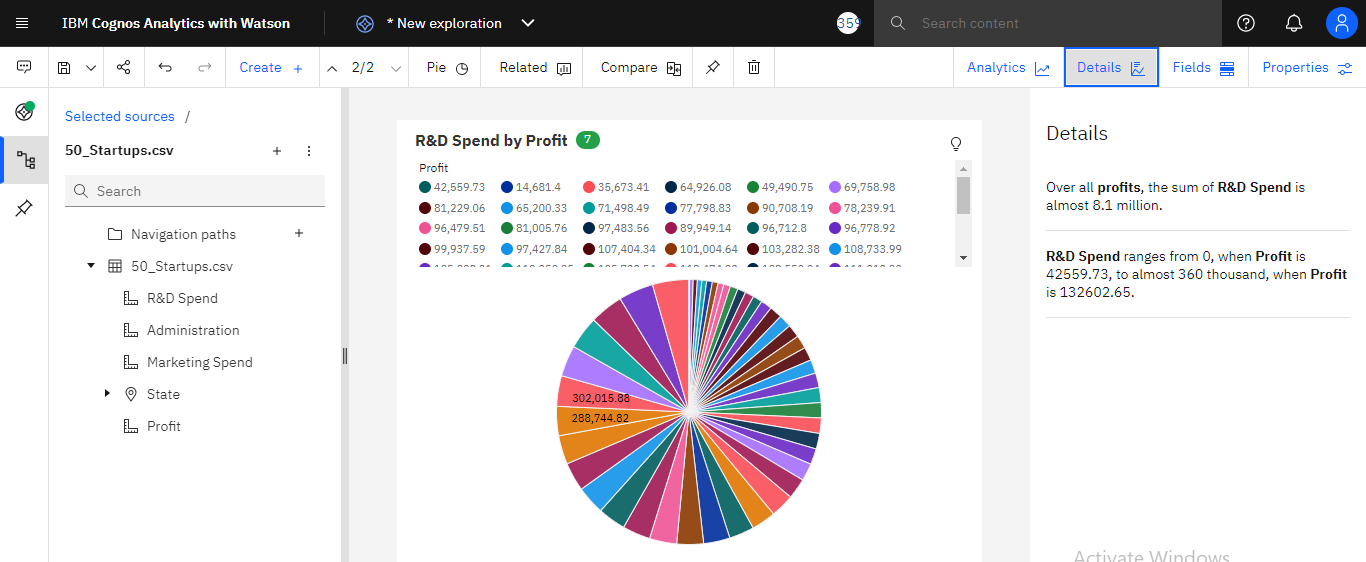 IBM Cognos Analytics with Watson
* New exploration
359
Search content
Create +
2/2
Pie
Related
Compare
Analytics
Details
Fields
Properties
Selected sources /
50_Startups.csv
Search
Navigation paths
50_Startups.csv
R&D Spend
Administration
Marketing Spend
State
Profit
R&D Spend by Profit 7
Profit
42,559.73 14,681.4 35,673.41 64,926.08 49,490.75 69,758.98
81,229.06 65,200.33 71,498.49 77,798.83 90,708.19 78,239.91
96,479.51 81,005.76 97,483.56 89,949.14 96,712.8 96,778.92
99,937.59 97,427.84 107,404.34 101,004.64 103,282.38 108,733.99
302,015.88
288,744.82
Details
Over all profits, the sum of R&D Spend is
almost 8.1 million.
R&D Spend ranges from 0, when Profit is
42559.73, to almost 360 thousand, when Profit
is 132602.65.
Activate Windows